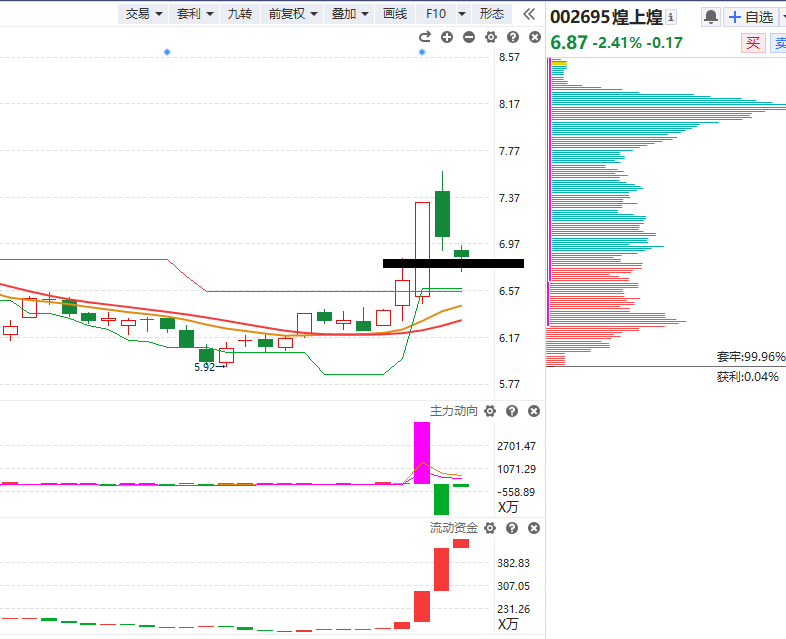 交易 套利 九转 前复权 叠加 画线 F10 形态
002695煌上煌
6.87 -2.41% -0.17
自选
买 卖
8.57
8.17
7.77
7.37
6.97
6.57
6.17
5.77
5.92
套牢:99.96%
获利:0.04%
主力动向
2701.47
1071.29
-558.89
X万
流动资金
382.83
307.05
231.26
X万